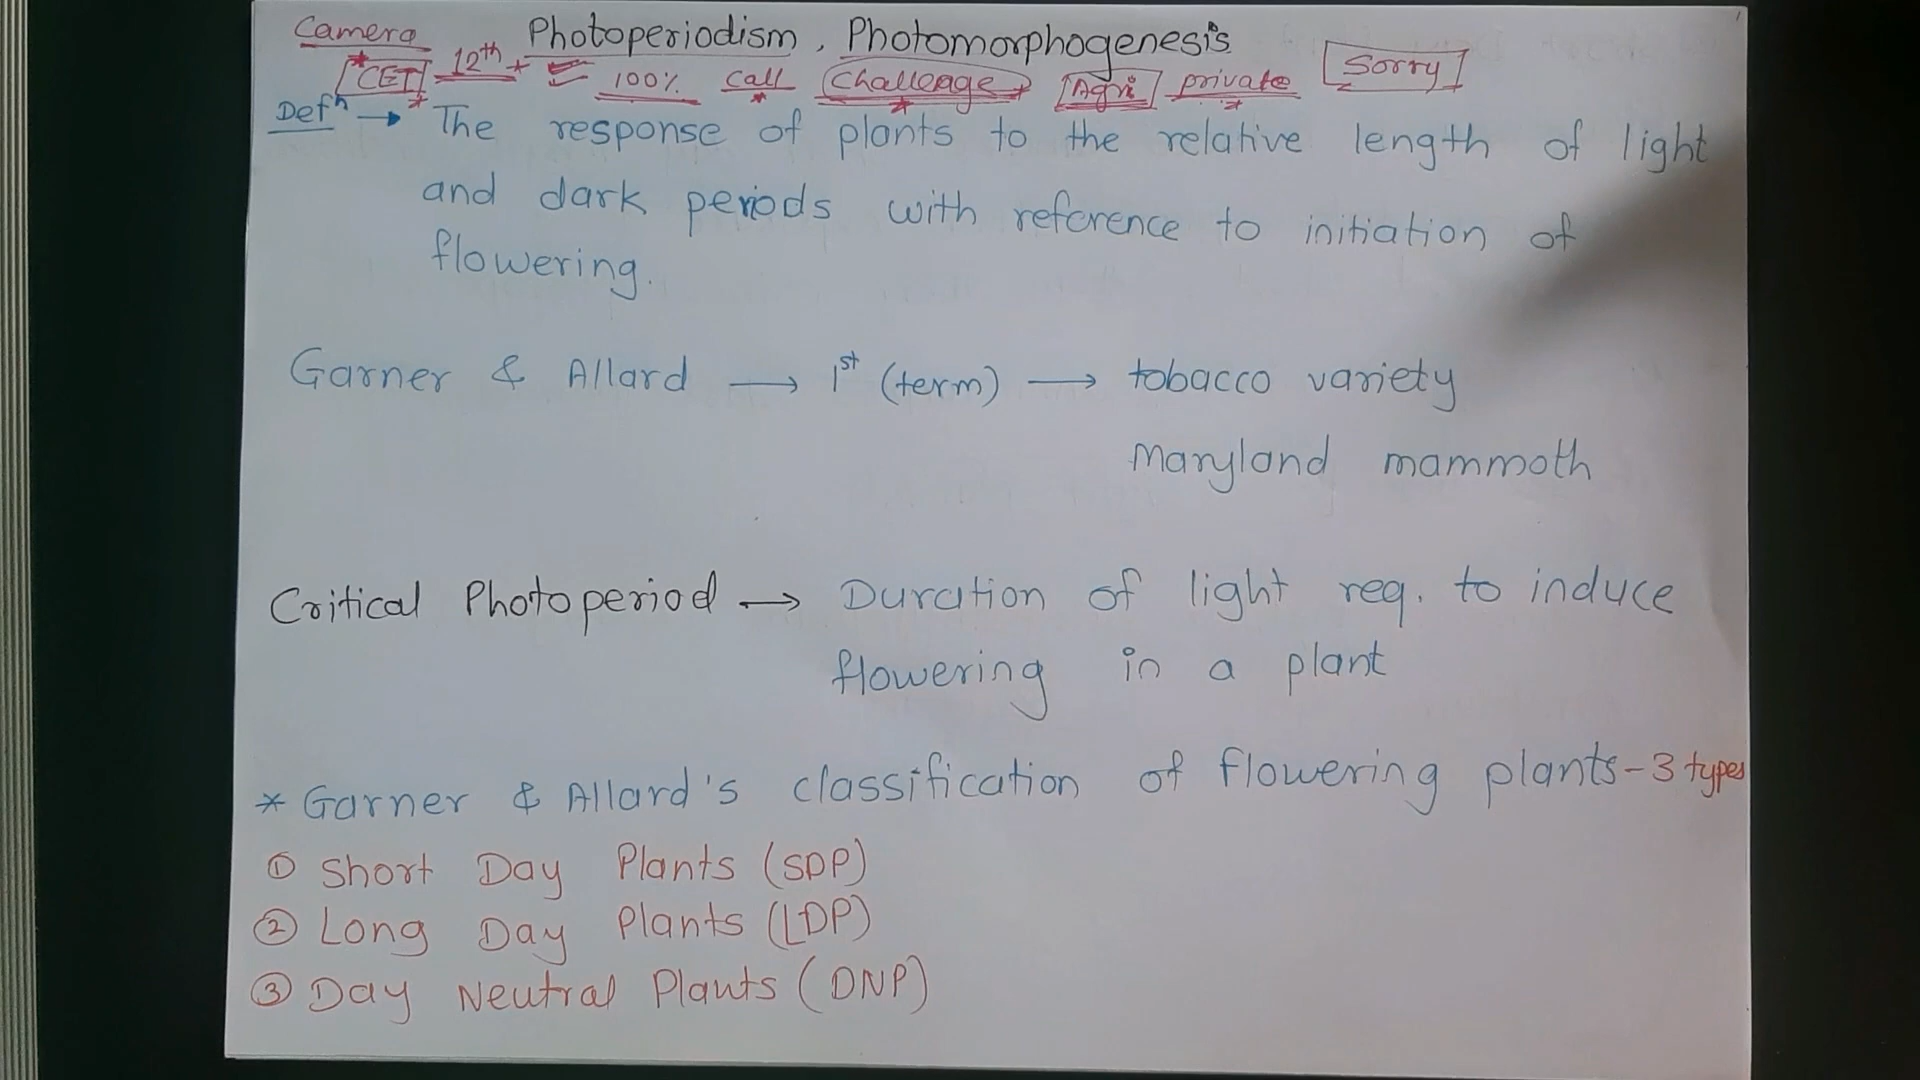 Camera Photoperiodism, Photomorphogenesis
CET 12th 100% call Challenge Agri private Sorry
Defn → The response of plants to the relative length of light
and dark periods with reference to initiation of
flowering.
Garner & Allard → 1st (term) → tobacco variety
Maryland mammoth
Critical Photoperiod → Duration of light req. to induce
flowering in a plant
* Garner & Allard's classification of flowering plants - 3 types
① Short Day Plants (SDP)
② Long Day Plants (LDP)
③ Day Neutral Plants (DNP)